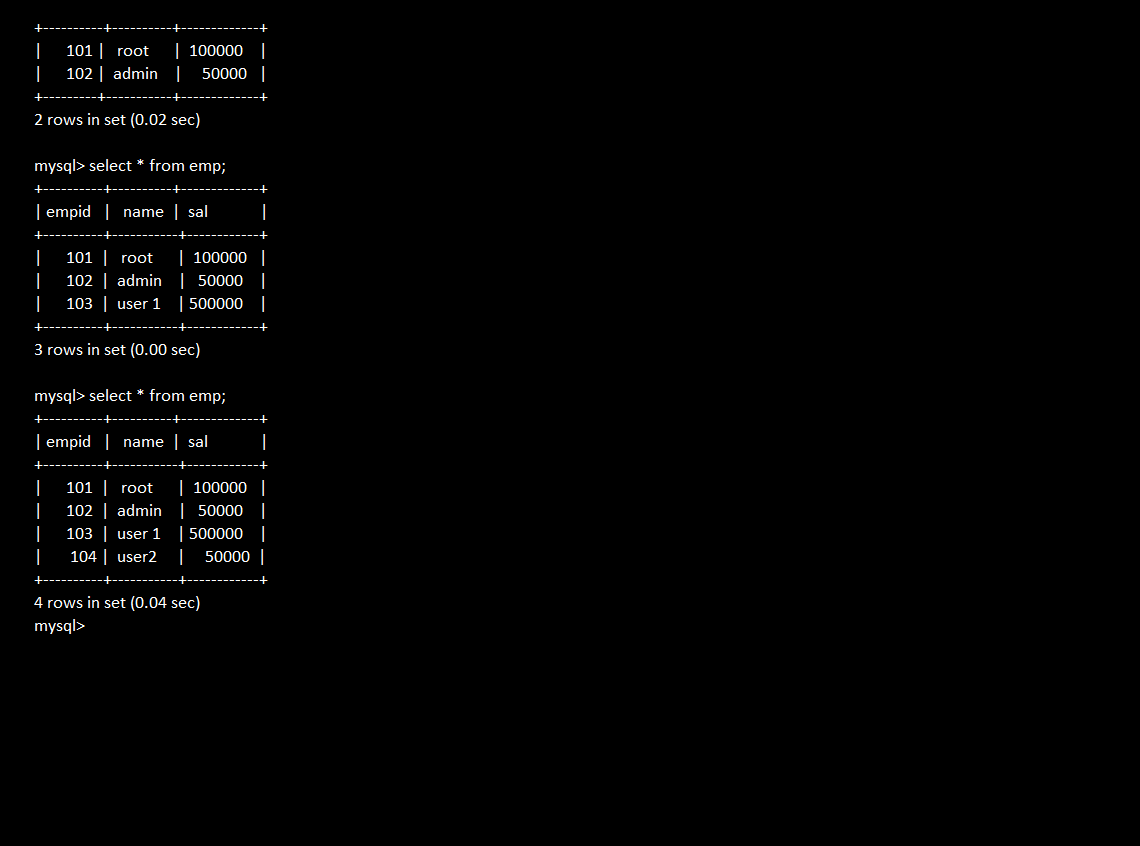 +----------+----------+-------------+
|      101 |   root      |  100000    |
|      102 |  admin    |     50000   |
+---------+-----------+-------------+
2 rows in set (0.02 sec)
mysql> select * from emp;
+----------+----------+-------------+
| empid   |   name  |  sal             |
+----------+-----------+------------+
|      101  |   root      |  100000   |
|      102  |  admin    |   50000    |
|      103  |  user 1    | 500000    |
+----------+-----------+------------+
3 rows in set (0.00 sec)
mysql> select * from emp;
+----------+----------+-------------+
| empid   |   name  |  sal             |
+----------+-----------+------------+
|      101  |   root      |  100000   |
|      102  |  admin    |   50000    |
|      103  |  user 1    | 500000    |
|       104 |  user2     |     50000  |
+----------+-----------+------------+
4 rows in set (0.04 sec)
mysql>